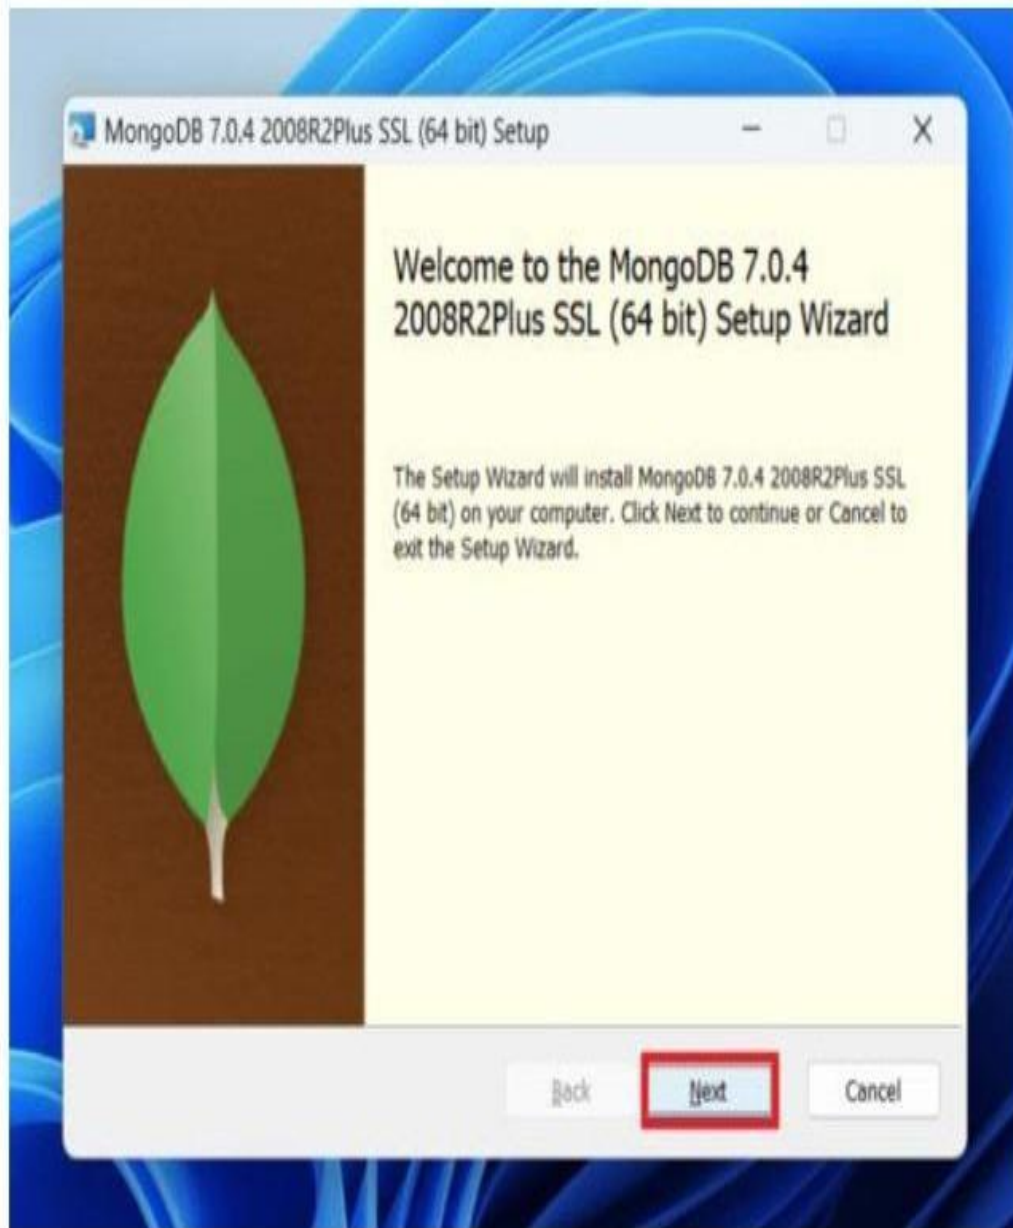 MongoDB 7.0.4 2008R2Plus SSL (64 bit) Setup
Welcome to the MongoDB 7.0.4
2008R2Plus SSL (64 bit) Setup Wizard
The Setup Wizard will install MongoDB 7.0.4 2008R2Plus SSL
(64 bit) on your computer. Click Next to continue or Cancel to
exit the Setup Wizard.
Back Next Cancel